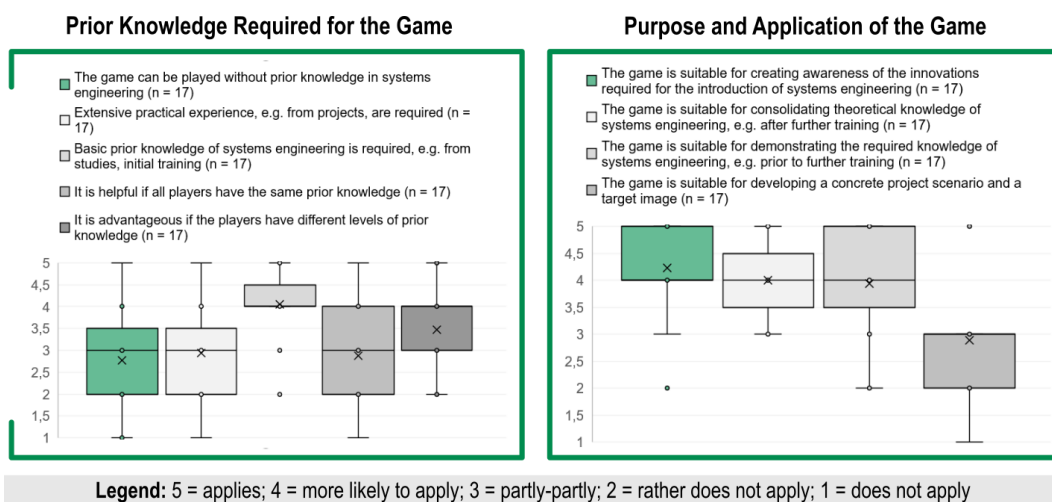 Prior Knowledge Required for the Game
The game can be played without prior knowledge in systems
engineering (n = 17)
Extensive practical experience, e.g. from projects, are required (n =
17)
Basic prior knowledge of systems engineering is required, e.g. from
studies, initial training (n = 17)
It is helpful if all players have the same prior knowledge (n = 17)
It is advantageous if the players have different levels of prior
knowledge (n = 17)
5
4,5
4
3,5
3
2,5
2
1,5
1
Purpose and Application of the Game
The game is suitable for creating awareness of the innovations
required for the introduction of systems engineering (n = 17)
The game is suitable for consolidating theoretical knowledge of
systems engineering, e.g. after further training (n = 17)
The game is suitable for demonstrating the required knowledge of
systems engineering, e.g. prior to further training (n = 17)
The game is suitable for developing a concrete project scenario and a
target image (n = 17)
5
4,5
4
3,5
3
2,5
2
1,5
1
Legend: 5 = applies; 4 = more likely to apply; 3 = partly-partly; 2 = rather does not apply; 1 = does not apply